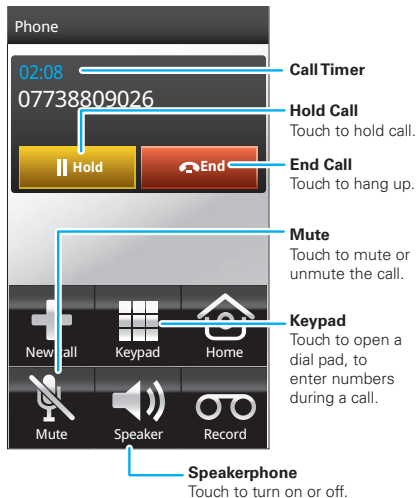 Phone
02:08
07738809026
Hold
End
New call
Keypad
Home
Mute
Speaker
Record
Call Timer
Hold Call
Touch to hold call.
End Call
Touch to hang up.
Mute
Touch to mute or
unmute the call.
Keypad
Touch to open a
dial pad, to
enter numbers
during a call.
Speakerphone
Touch to turn on or off.